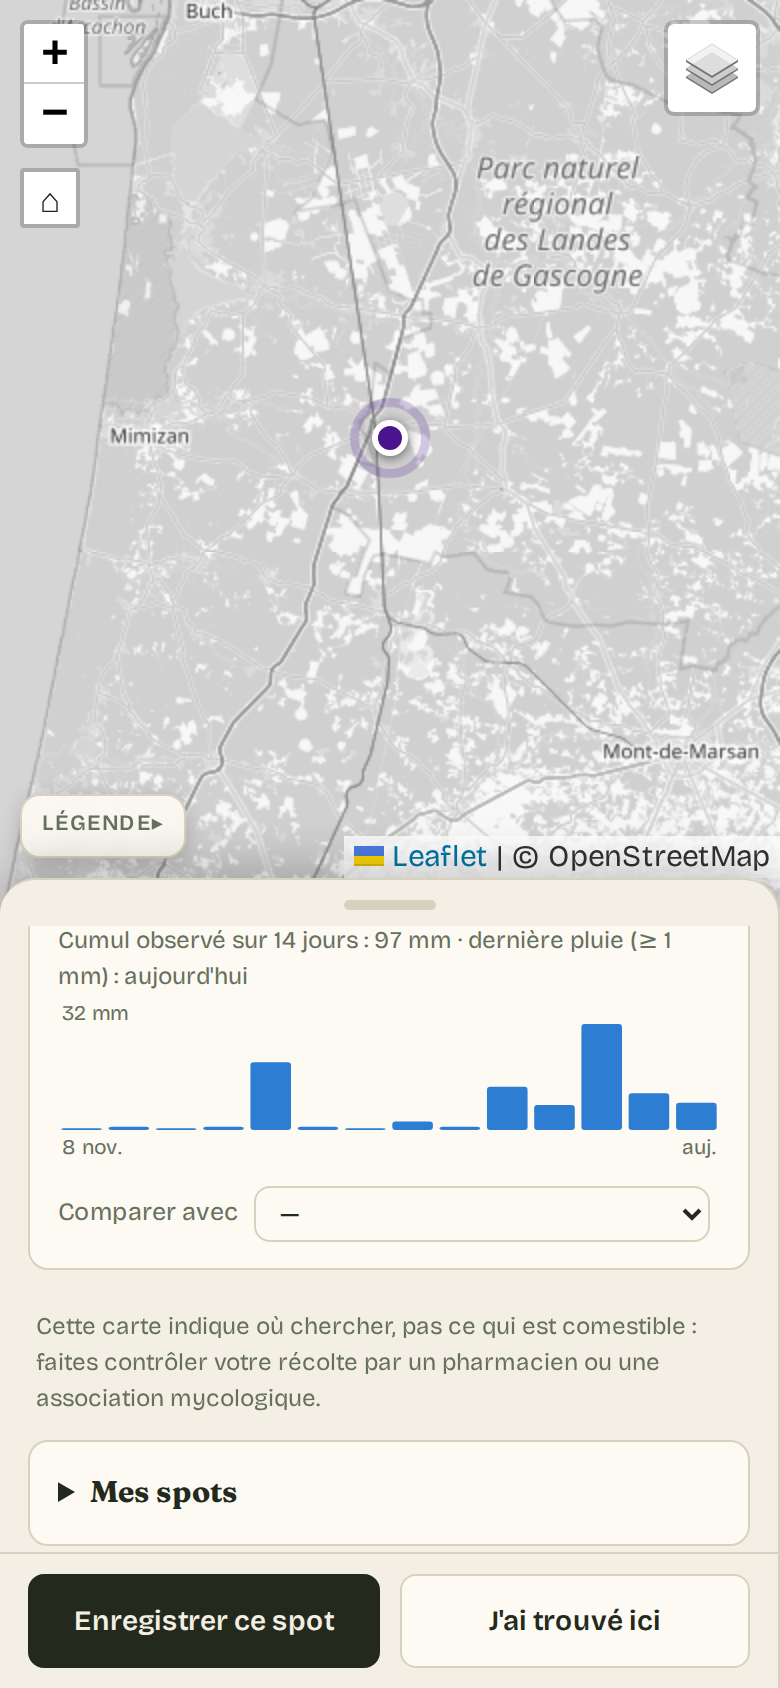 Bassin
d'Arcachon
Buch
+
−
Parc naturel
régional
des Landes
de Gascogne
Mimizan
Mont-de-Marsan
LÉGENDE▸
Leaflet | © OpenStreetMap
Cumul observé sur 14 jours : 97 mm · dernière pluie (≥ 1
mm) : aujourd'hui
32 mm
8 nov.
auj.
Comparer avec
—
Cette carte indique où chercher, pas ce qui est comestible :
faites contrôler votre récolte par un pharmacien ou une
association mycologique.
Mes spots
Enregistrer ce spot
J'ai trouvé ici